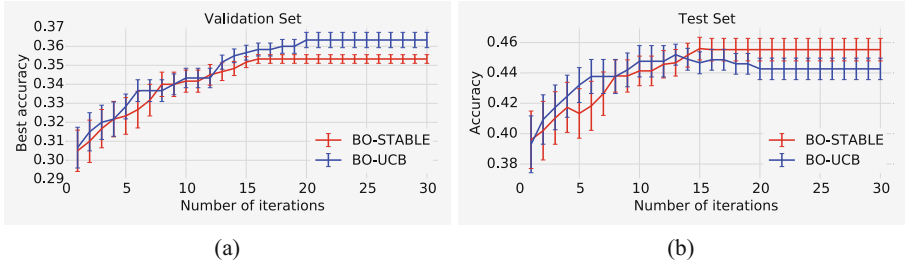 Validation Set
Best accuracy
0.37
0.36
0.35
0.34
0.33
0.32
0.31
0.30
0.29
BO-STABLE
BO-UCB
0 5 10 15 20 25 30
Number of iterations
(a)
Test Set
Accuracy
0.46
0.44
0.42
0.40
0.38
BO-STABLE
BO-UCB
0 5 10 15 20 25 30
Number of iterations
(b)